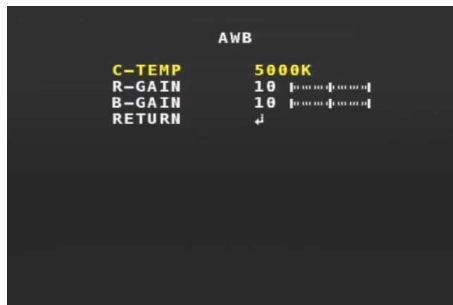 AWB
C-TEMP 5000K
R-GAIN 10
B-GAIN 10
RETURN ↲